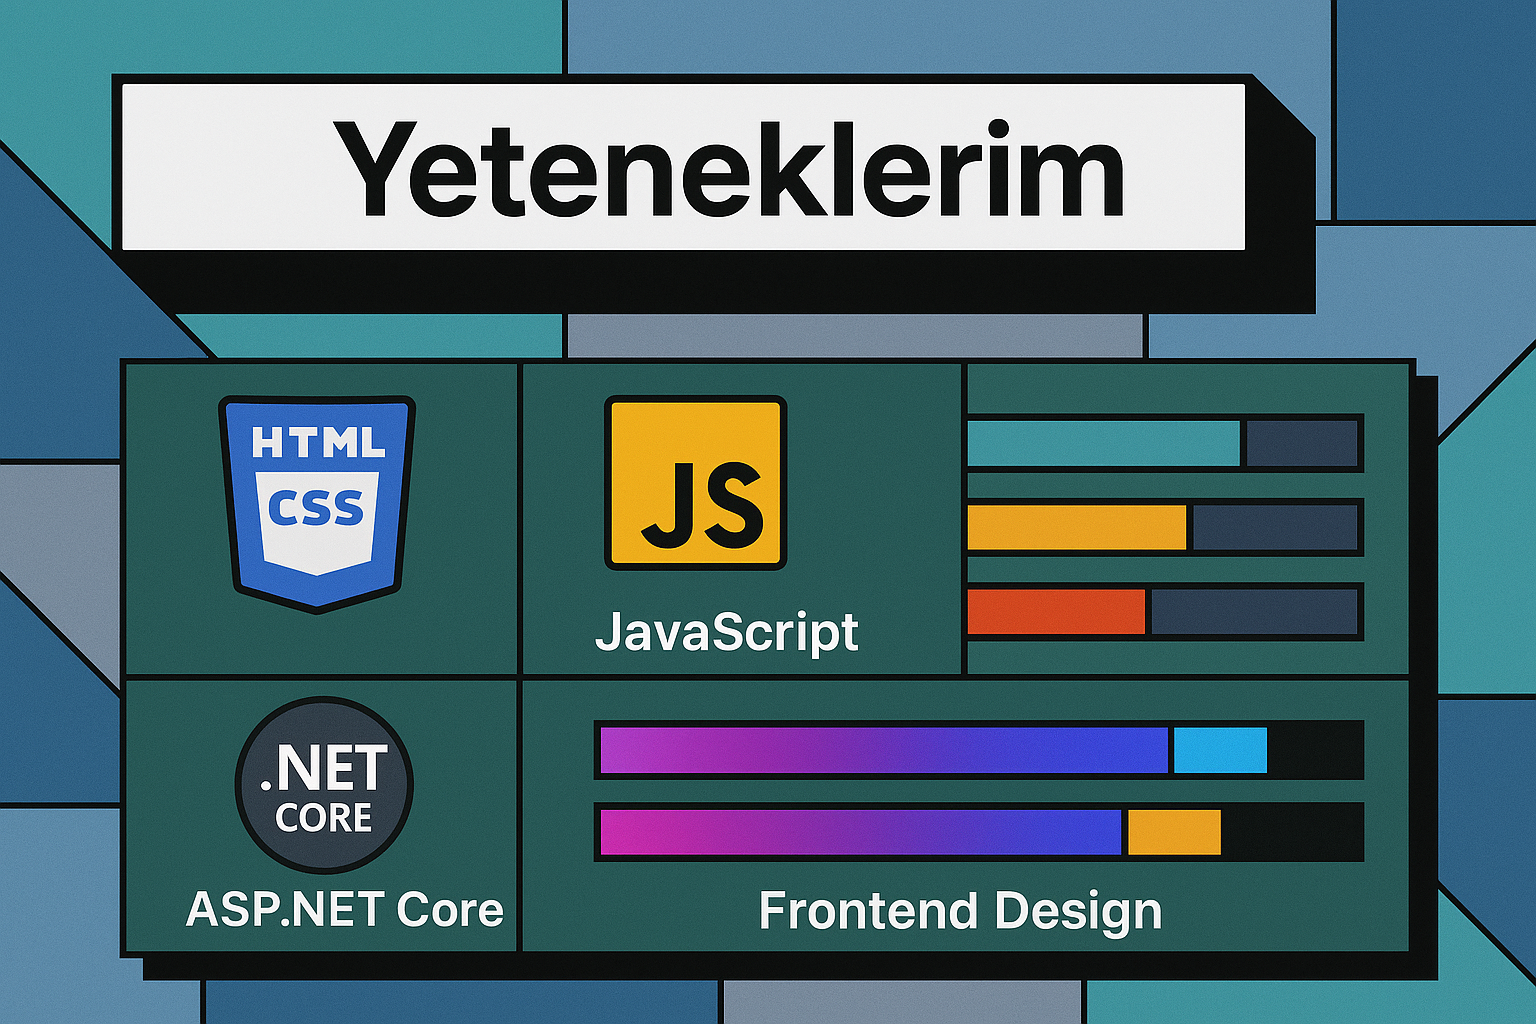 Yeteneklerim
HTML
CSS
JS
JavaScript
.NET
CORE
ASP.NET Core
Frontend Design